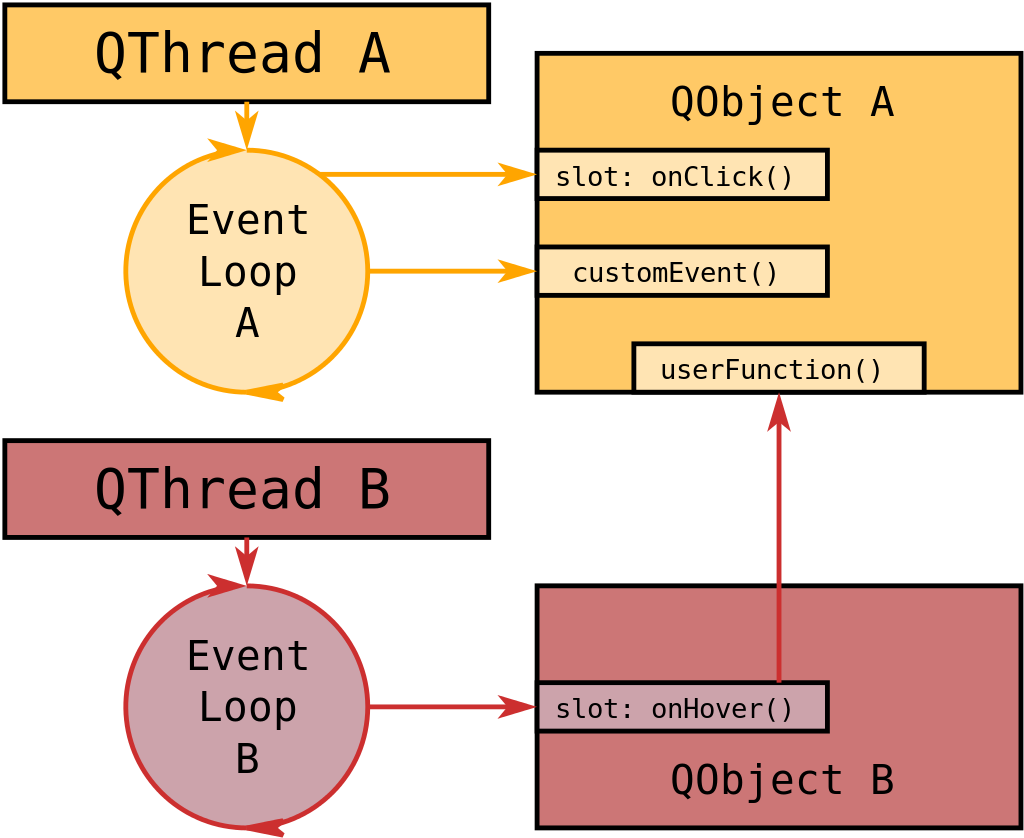 QThread A
QObject A
slot: onClick()
Event
Loop
A
customEvent()
userFunction()
QThread B
Event
Loop
B
slot: onHover()
QObject B